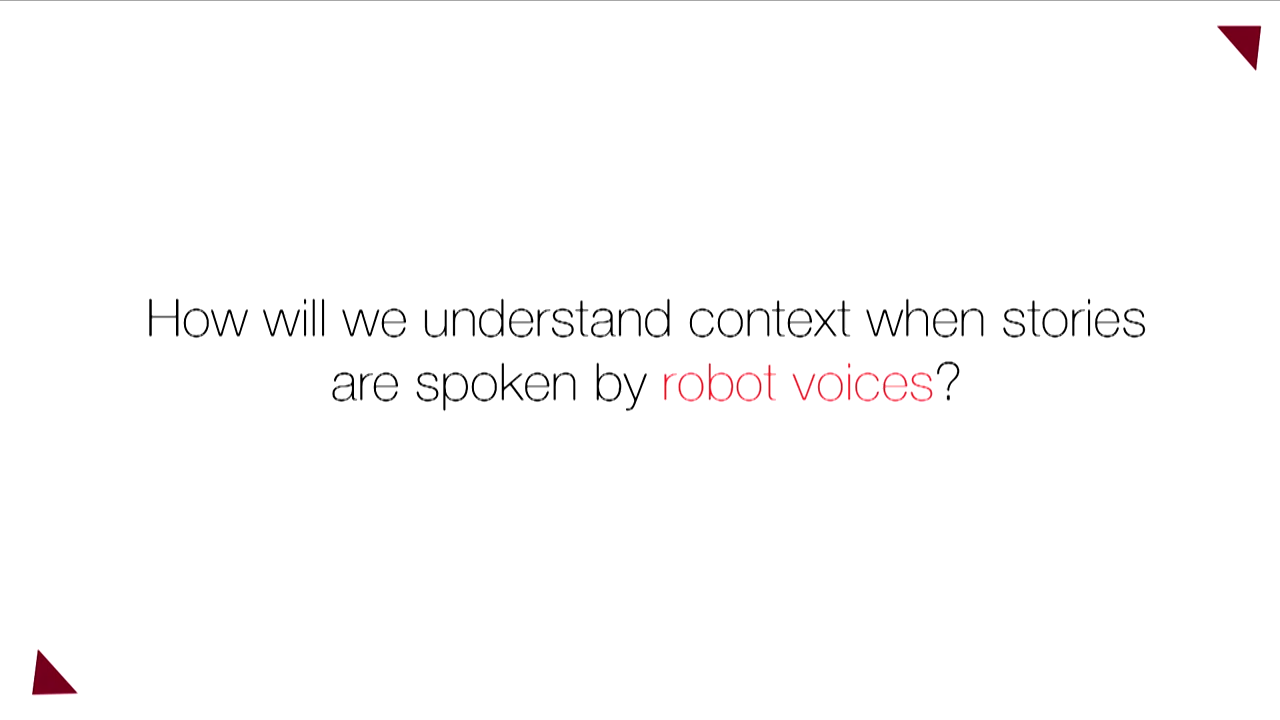 How will we understand context when stories
are spoken by robot voices?